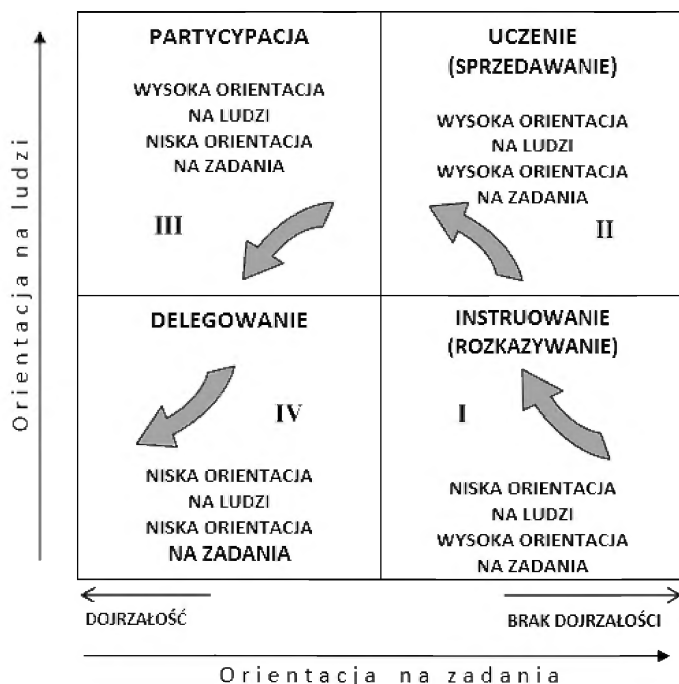 Orientacja na ludzi
PARTYCYPACJA
WYSOKA ORIENTACJA
NA LUDZI
NISKA ORIENTACJA
NA ZADANIA
III
UCZENIE
(SPRZEDAWANIE)
WYSOKA ORIENTACJA
NA LUDZI
WYSOKA ORIENTACJA
NA ZADANIA
II
DELEGOWANIE
IV
NISKA ORIENTACJA
NA LUDZI
NISKA ORIENTACJA
NA ZADANIA
INSTRUOWANIE
(ROZKAZYWANIE)
I
NISKA ORIENTACJA
NA LUDZI
WYSOKA ORIENTACJA
NA ZADANIA
DOJRZAŁOŚĆ
BRAK DOJRZAŁOŚCI
Orientacja na zadania